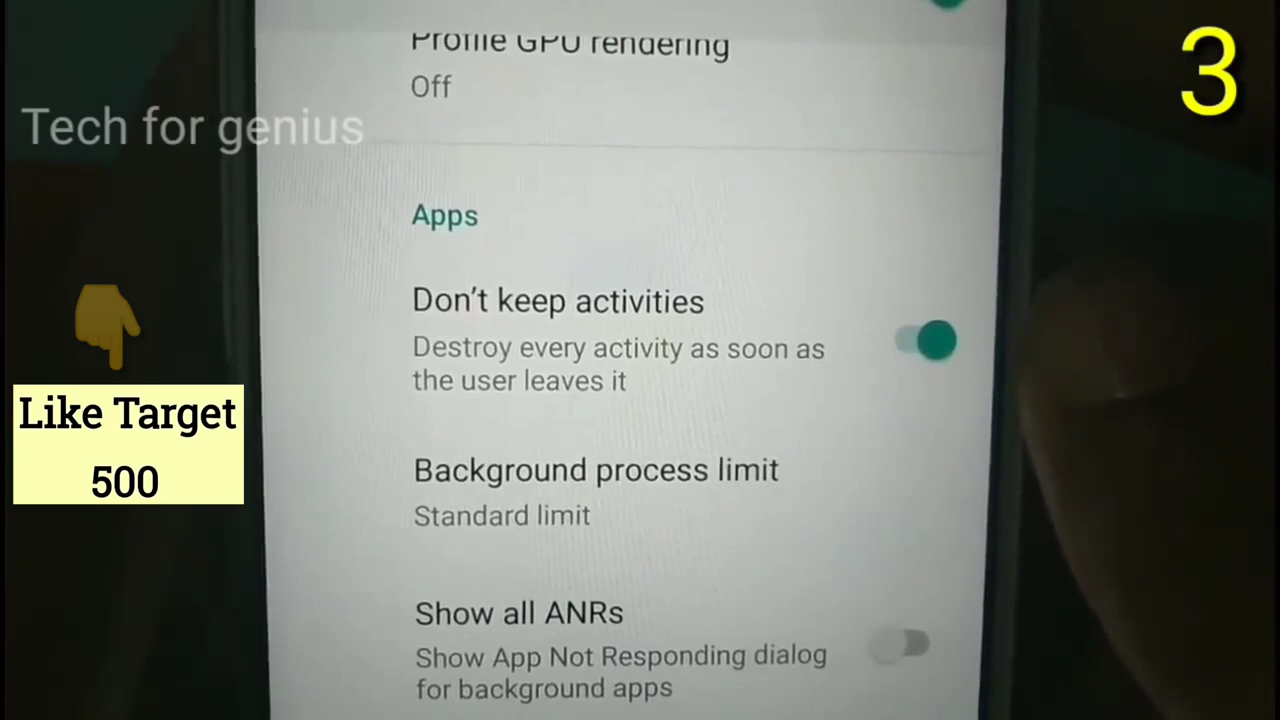 Profile GPU rendering
Off
3
Tech for genius
Apps
Don't keep activities
Destroy every activity as soon as
the user leaves it
Like Target
500
Background process limit
Standard limit
Show all ANRs
Show App Not Responding dialog
for background apps